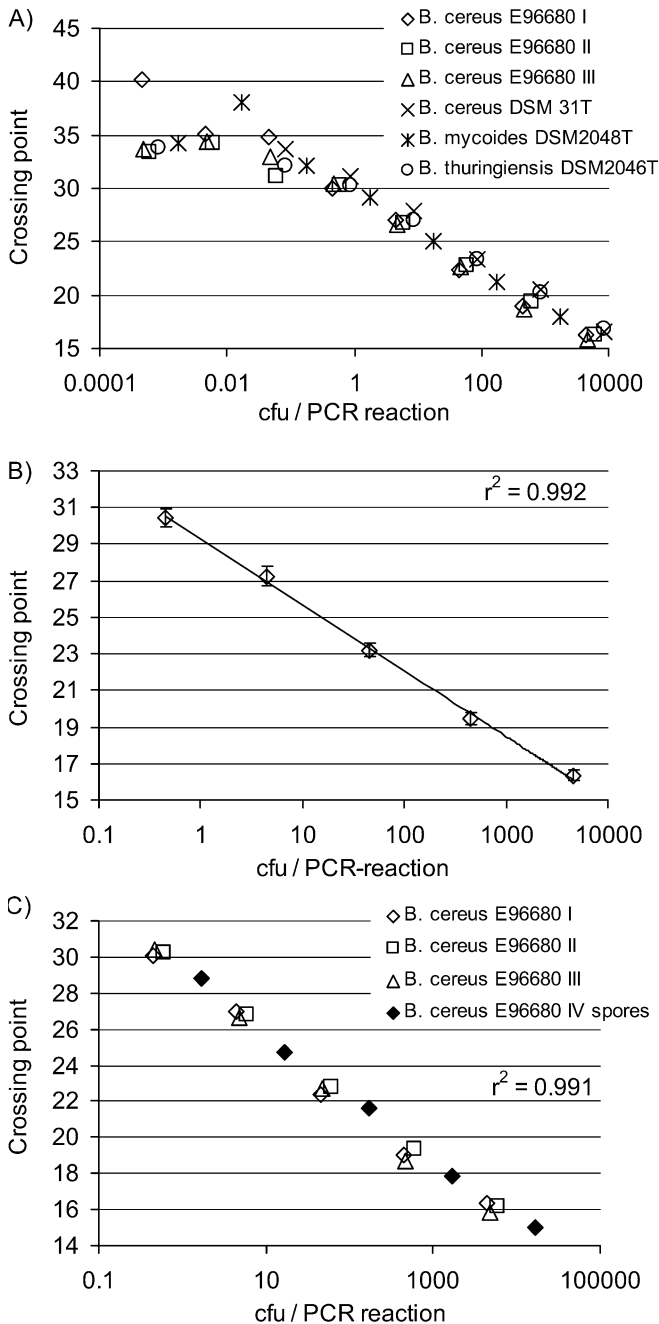 A)
45
40
35
30
25
20
15
Crossing point
B. cereus E96680 I
B. cereus E96680 II
B. cereus E96680 III
B. cereus DSM 31T
B. mycoides DSM2048T
B. thuringiensis DSM2046T
0.0001 0.01 1 100 10000
cfu / PCR reaction
B)
33
31
29
27
25
23
21
19
17
15
Crossing point
r2 = 0.992
0.1 1 10 100 1000 10000
cfu / PCR-reaction
C)
32
30
28
26
24
22
20
18
16
14
Crossing point
B. cereus E96680 I
B. cereus E96680 II
B. cereus E96680 III
B. cereus E96680 IV spores
r2 = 0.991
0.1 10 1000 100000
cfu / PCR reaction